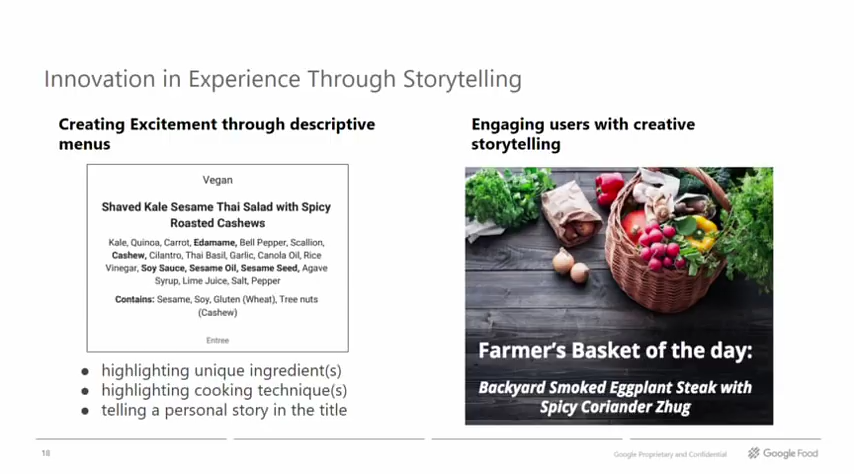 Innovation in Experience Through Storytelling
Creating Excitement through descriptive
menus
Vegan
Shaved Kale Sesame Thai Salad with Spicy
Roasted Cashews
Kale, Quinoa, Carrot, Edamame, Bell Pepper, Scallion,
Cashew, Cilantro, Thai Basil, Garlic, Canola Oil, Rice
Vinegar, Soy Sauce, Sesame Oil, Sesame Seed, Agave
Syrup, Lime Juice, Salt, Pepper
Contains: Sesame, Soy, Gluten (Wheat), Tree nuts
(Cashew)
Entree
● highlighting unique ingredient(s)
● highlighting cooking technique(s)
● telling a personal story in the title
Engaging users with creative
storytelling
Farmer's Basket of the day:
Backyard Smoked Eggplant Steak with
Spicy Coriander Zhug
18
Google Proprietary and Confidential
Google Food